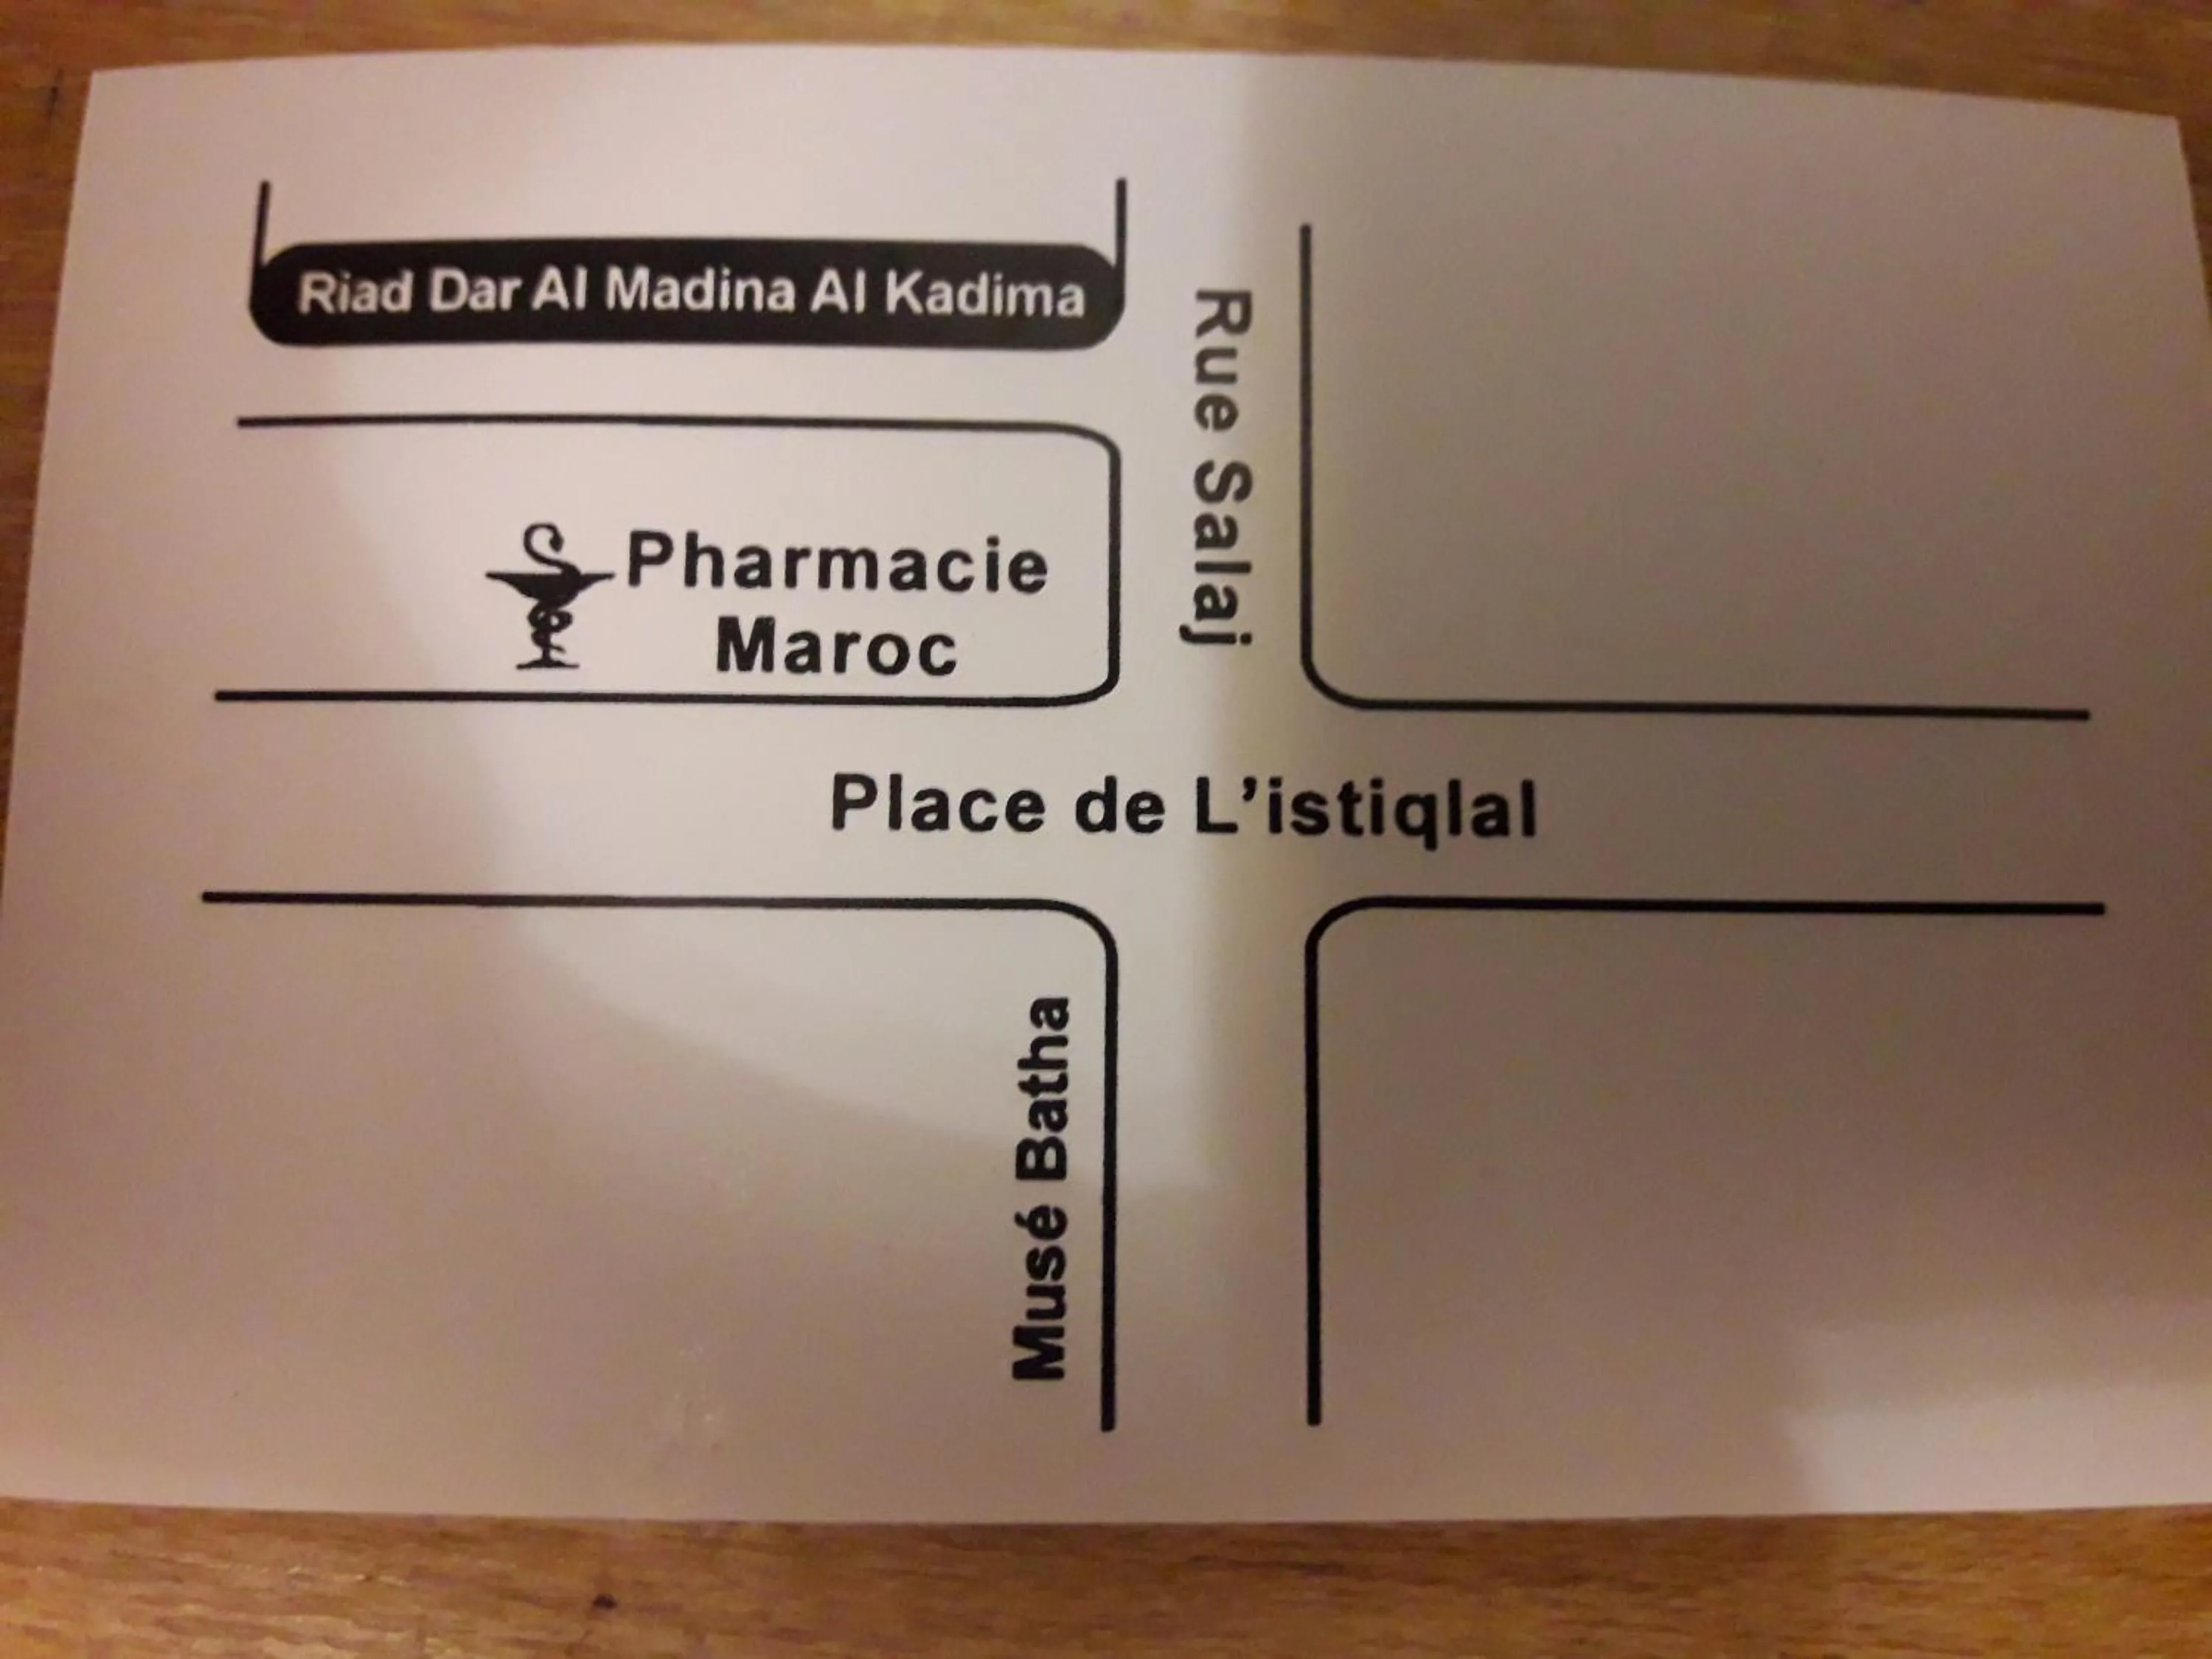 Riad Dar Al Madina Al Kadima
Rue Salaj
Pharmacie
Maroc
Place de L'istiqlal
Musé Batha